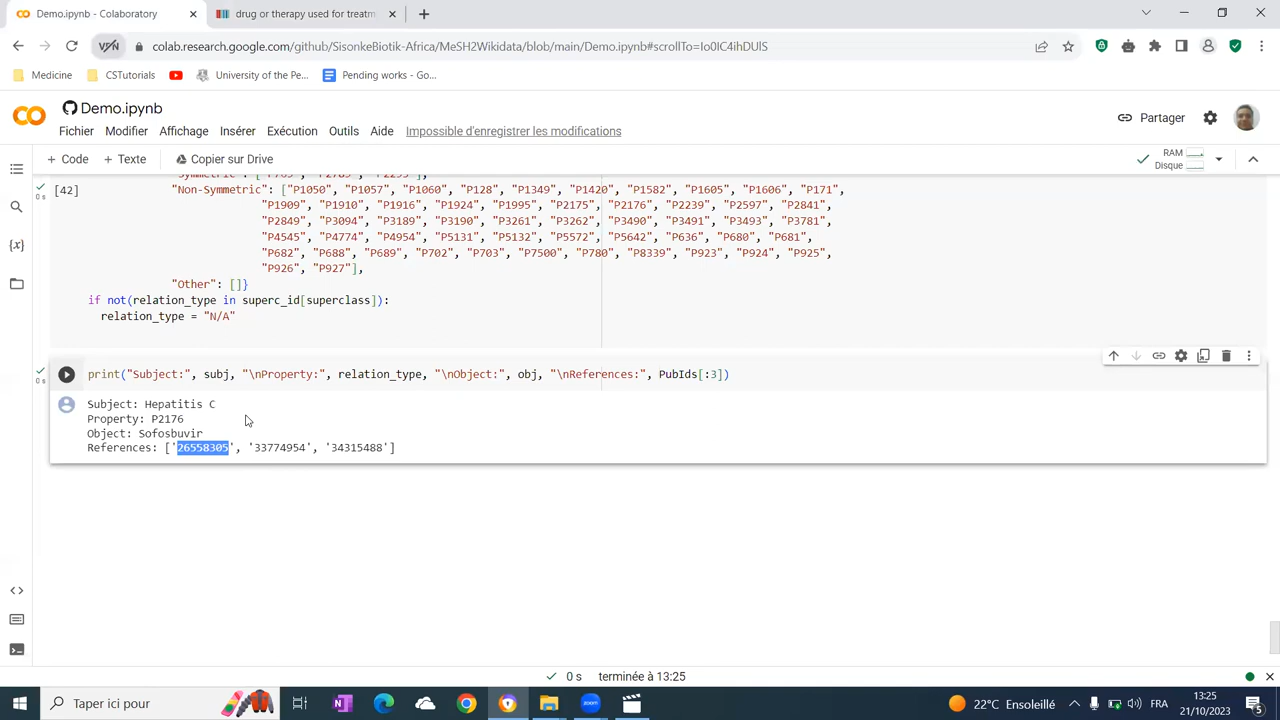 Demo.ipynb - Colaboratory
drug or therapy used for treatm
VPN
colab.research.google.com/github/SisonkeBiotik-Africa/MeSH2Wikidata/blob/main/Demo.ipynb#scrollTo=Io0IC4ihDUlS
Medicine
CSTutorials
University of the Pe...
Pending works - Go...
Demo.ipynb
Fichier Modifier Affichage Insérer Exécution Outils Aide Impossible d'enregistrer les modifications
Partager
+ Code + Texte Copier sur Drive
RAM
Disque
[42]
0 s
"Non-Symmetric": ["P1050", "P1057", "P1060", "P128", "P1349", "P1420", "P1582", "P1605", "P1606", "P171",
"P1909", "P1910", "P1916", "P1924", "P1995", "P2175", "P2176", "P2239", "P2597", "P2841",
"P2849", "P3094", "P3189", "P3190", "P3261", "P3262", "P3490", "P3491", "P3493", "P3781",
"P4545", "P4774", "P4954", "P5131", "P5132", "P5572", "P5642", "P636", "P680", "P681",
"P682", "P688", "P689", "P702", "P703", "P7500", "P780", "P8339", "P923", "P924", "P925",
"P926", "P927"],
"Other": []}
if not(relation_type in superc_id[superclass]):
relation_type = "N/A"
0 s
print("Subject:", subj, "\nProperty:", relation_type, "\nObject:", obj, "\nReferences:", PubIds[:3])
Subject: Hepatitis C
Property: P2176
Object: Sofosbuvir
References: ['26558305', '33774954', '34315488']
0 s terminée à 13:25
Taper ici pour
zoom
22°C Ensoleillé
FRA
13:25
21/10/2023
5